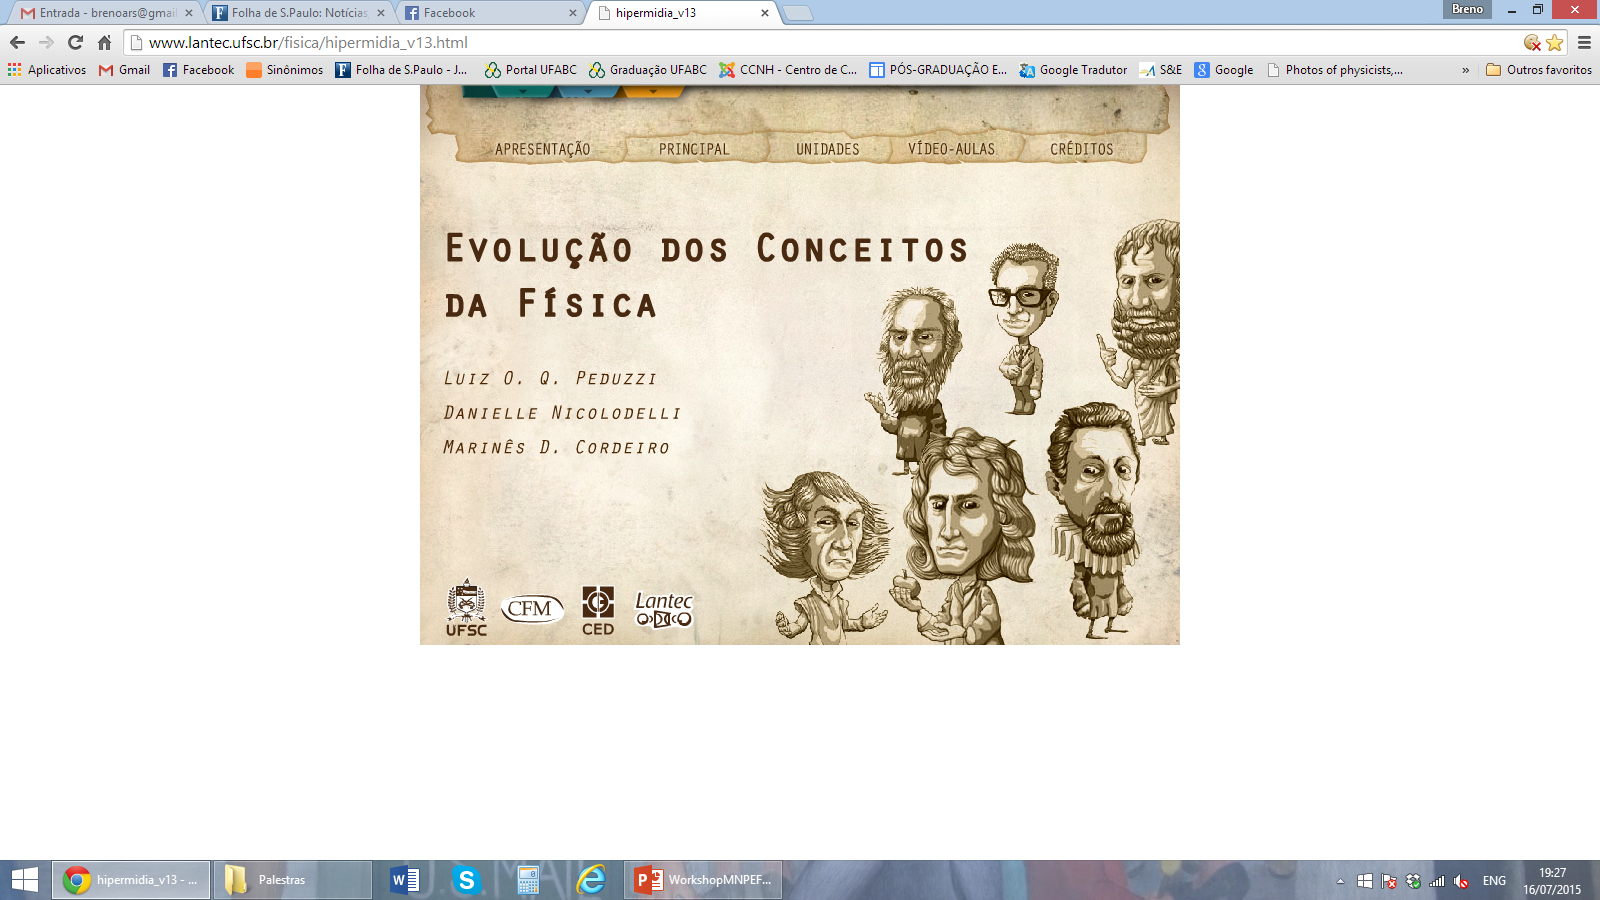 Entrada - brenoars@gmail
Folha de S.Paulo: Notícias,
Facebook
hipermidia_v13
Breno
www.lantec.ufsc.br/fisica/hipermidia_v13.html
Aplicativos
Gmail
Facebook
Sinônimos
Folha de S.Paulo - J...
Portal UFABC
Graduação UFABC
CCNH - Centro de C...
PÓS-GRADUAÇÃO E...
Google Tradutor
S&E
Google
Photos of physicists,...
»
Outros favoritos
APRESENTAÇÃO
PRINCIPAL
UNIDADES
VÍDEO-AULAS
CRÉDITOS
EVOLUÇÃO DOS CONCEITOS
DA FÍSICA
LUIZ O. Q. PEDUZZI
DANIELLE NICOLODELLI
MARINÊS D. CORDEIRO
UFSC
CFM
CED
Lantec
hipermidia_v13 - ...
Palestras
WorkshopMNPEF...
ENG
19:27
16/07/2015